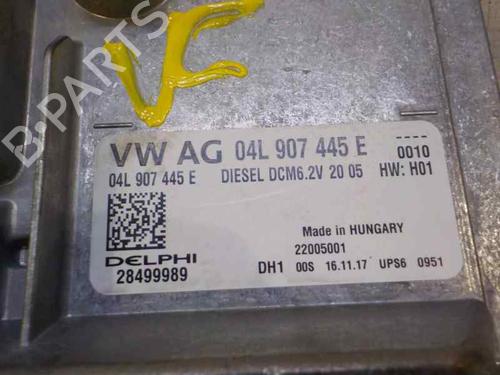 VF
B-PARTS
VW AG 04L 907 445 E
0010
04L 907 445 E DIESEL DCM6.2V 20 05 HW: H01
Made in HUNGARY
22005001
DELPHI
28499989
DH1 00S 16.11.17 UPS6 0951